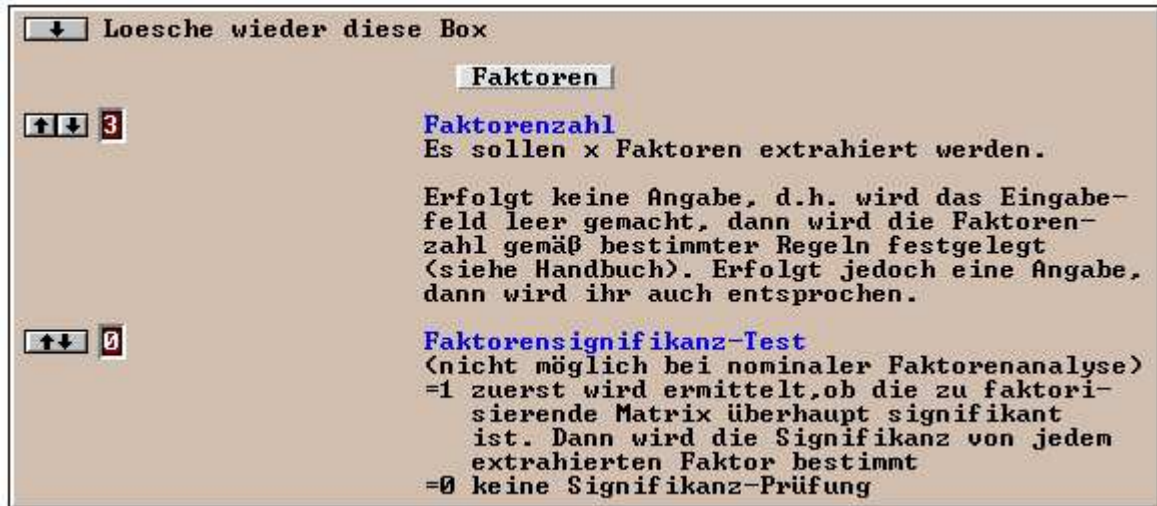 Loesche wieder diese Box
Faktoren
3 Faktorenzahl
Es sollen x Faktoren extrahiert werden.
Erfolgt keine Angabe, d.h. wird das Eingabe-
feld leer gemacht, dann wird die Faktoren-
zahl gemäß bestimmter Regeln festgelegt
(siehe Handbuch). Erfolgt jedoch eine Angabe,
dann wird ihr auch entsprochen.
0 Faktorensignifikanz-Test
(nicht möglich bei nominaler Faktorenanalyse)
=1 zuerst wird ermittelt,ob die zu faktori-
sierende Matrix überhaupt signifikant
ist. Dann wird die Signifikanz von jedem
extrahierten Faktor bestimmt
=0 keine Signifikanz-Prüfung